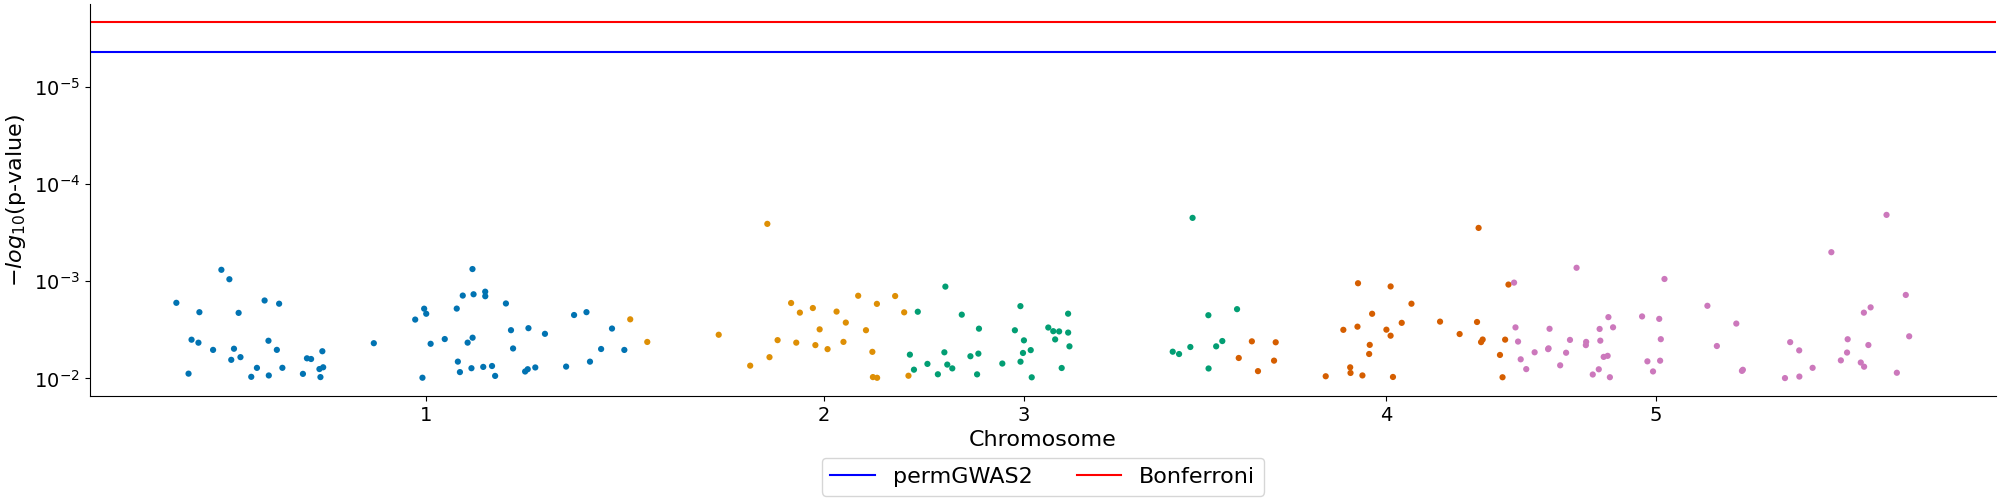 −log₁₀(p-value)
10⁻⁵
10⁻⁴
10⁻³
10⁻²
1 2 3 4 5
Chromosome
permGWAS2 Bonferroni